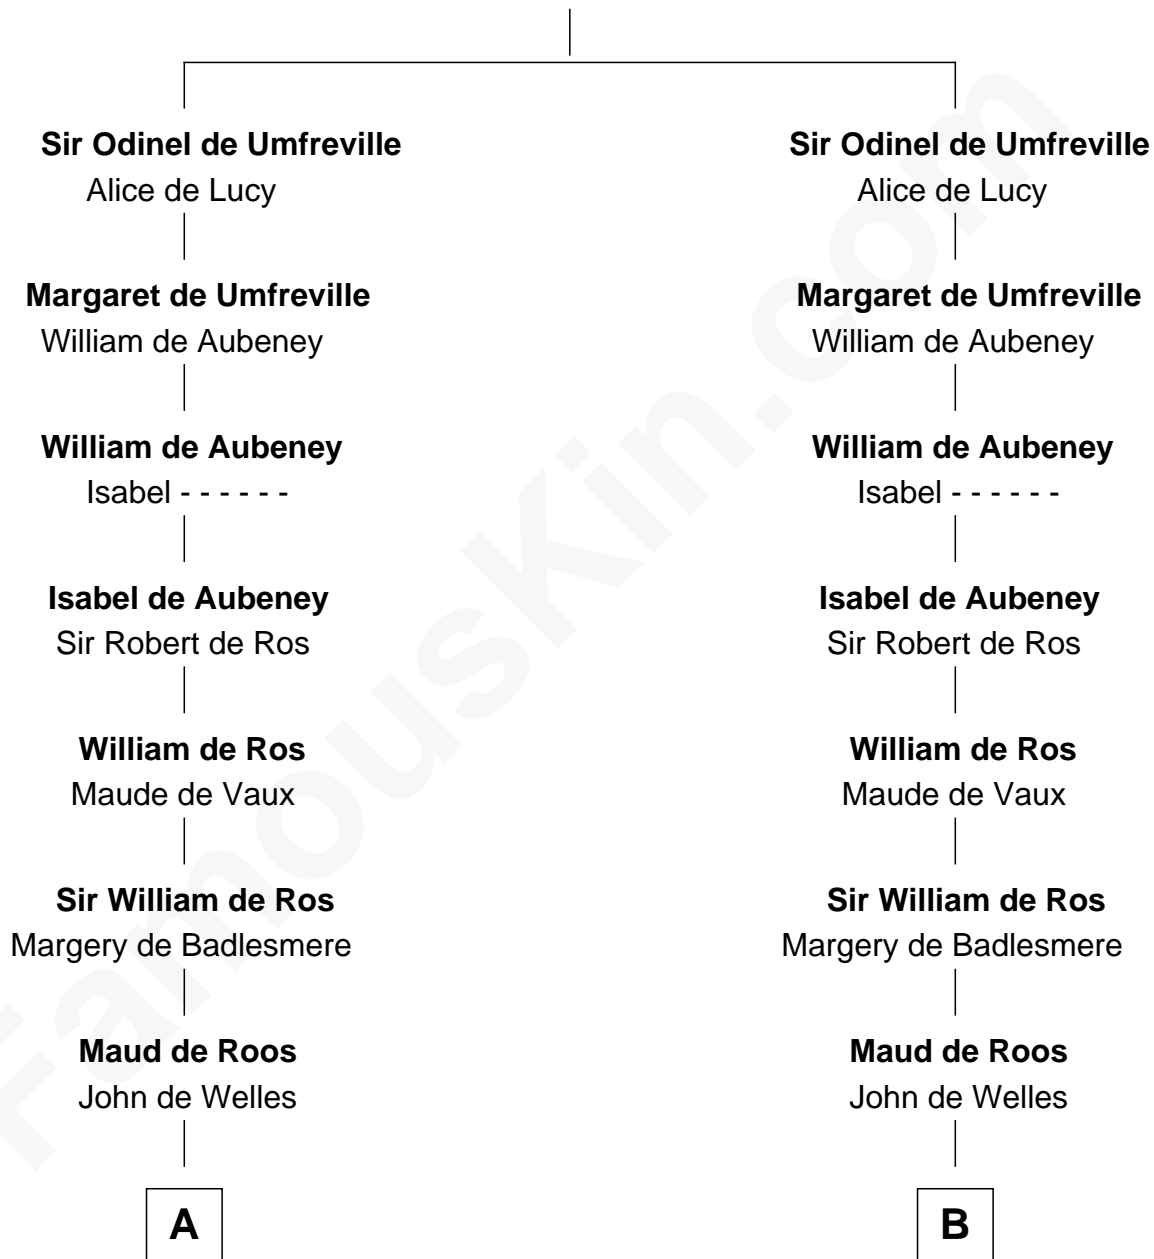 Sir Odinel de Umfreville
Alice de Lucy
Margaret de Umfreville
William de Aubeney
William de Aubeney
Isabel - - - - - -
Isabel de Aubeney
Sir Robert de Ros
William de Ros
Maude de Vaux
Sir William de Ros
Margery de Badlesmere
Maud de Roos
John de Welles
A
Sir Odinel de Umfreville
Alice de Lucy
Margaret de Umfreville
William de Aubeney
William de Aubeney
Isabel - - - - - -
Isabel de Aubeney
Sir Robert de Ros
William de Ros
Maude de Vaux
Sir William de Ros
Margery de Badlesmere
Maud de Roos
John de Welles
B
FamousKin.com